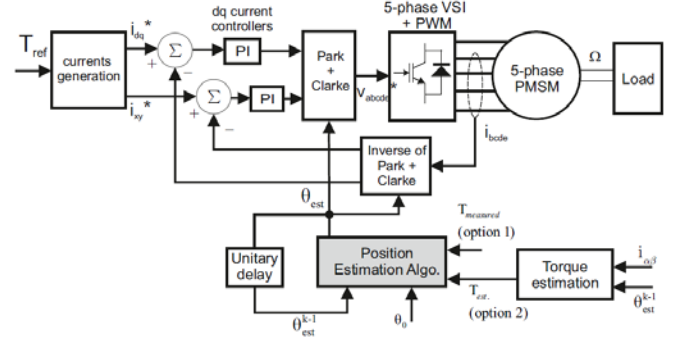 5-phase VSI
+ PWM
dq current
controllers
T_ref
currents
generation
i_dq*
i_xy*
Σ
+
−
PI
Σ
+
−
PI
Park
+
Clarke
V_abcde*
5-phase
PMSM
Ω
Load
i_bcde
Inverse of
Park +
Clarke
θ_est
T_measured
(option 1)
Unitary
delay
Position
Estimation Algo.
Torque
estimation
i_αβ
θ_est^k-1
T_est.
(option 2)
θ_est^k-1
θ_0